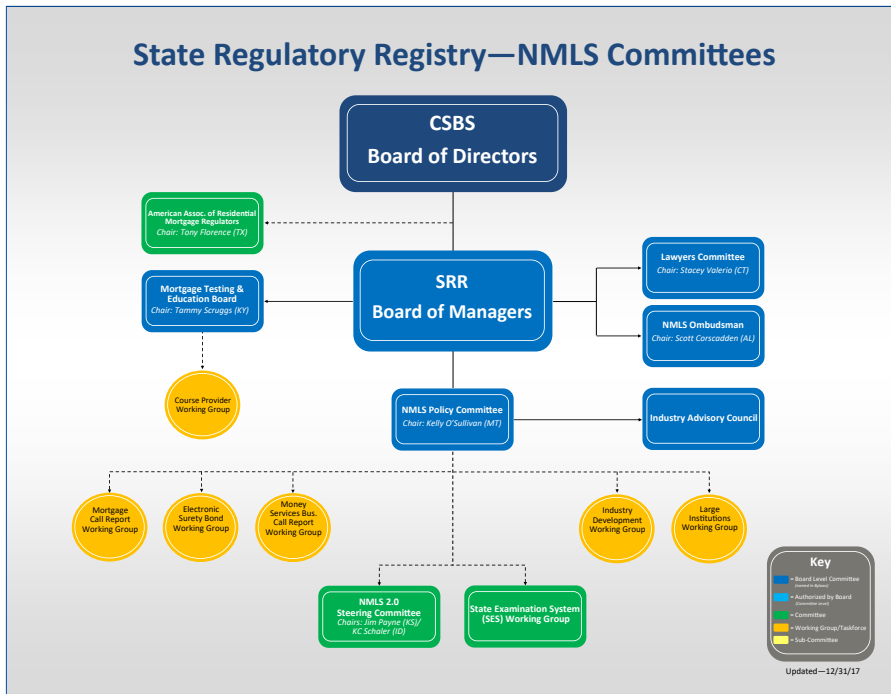 State Regulatory Registry—NMLS Committees
CSBS
Board of Directors
American Assoc. of Residential
Mortgage Regulators
Chair: Tony Florence (TX)
Lawyers Committee
Chair: Stacey Valerio (CT)
SRR
Board of Managers
Mortgage Testing &
Education Board
Chair: Tammy Scruggs (KY)
NMLS Ombudsman
Chair: Scott Corscadden (AL)
Course Provider
Working Group
NMLS Policy Committee
Chair: Kelly O'Sullivan (MT)
Industry Advisory Council
Mortgage
Call Report
Working Group
Electronic
Surety Bond
Working Group
Money
Services Bus.
Call Report
Working Group
Industry
Development
Working Group
Large
Institutions
Working Group
NMLS 2.0
Steering Committee
Chairs: Jim Payne (KS)/
KC Schaler (ID)
State Examination System
(SES) Working Group
Key
= Board Level Committee
(created in Bylaws)
= Authorized by Board
(Committee Level)
= Committee
= Working Group/Taskforce
= Sub-Committee
Updated—12/31/17